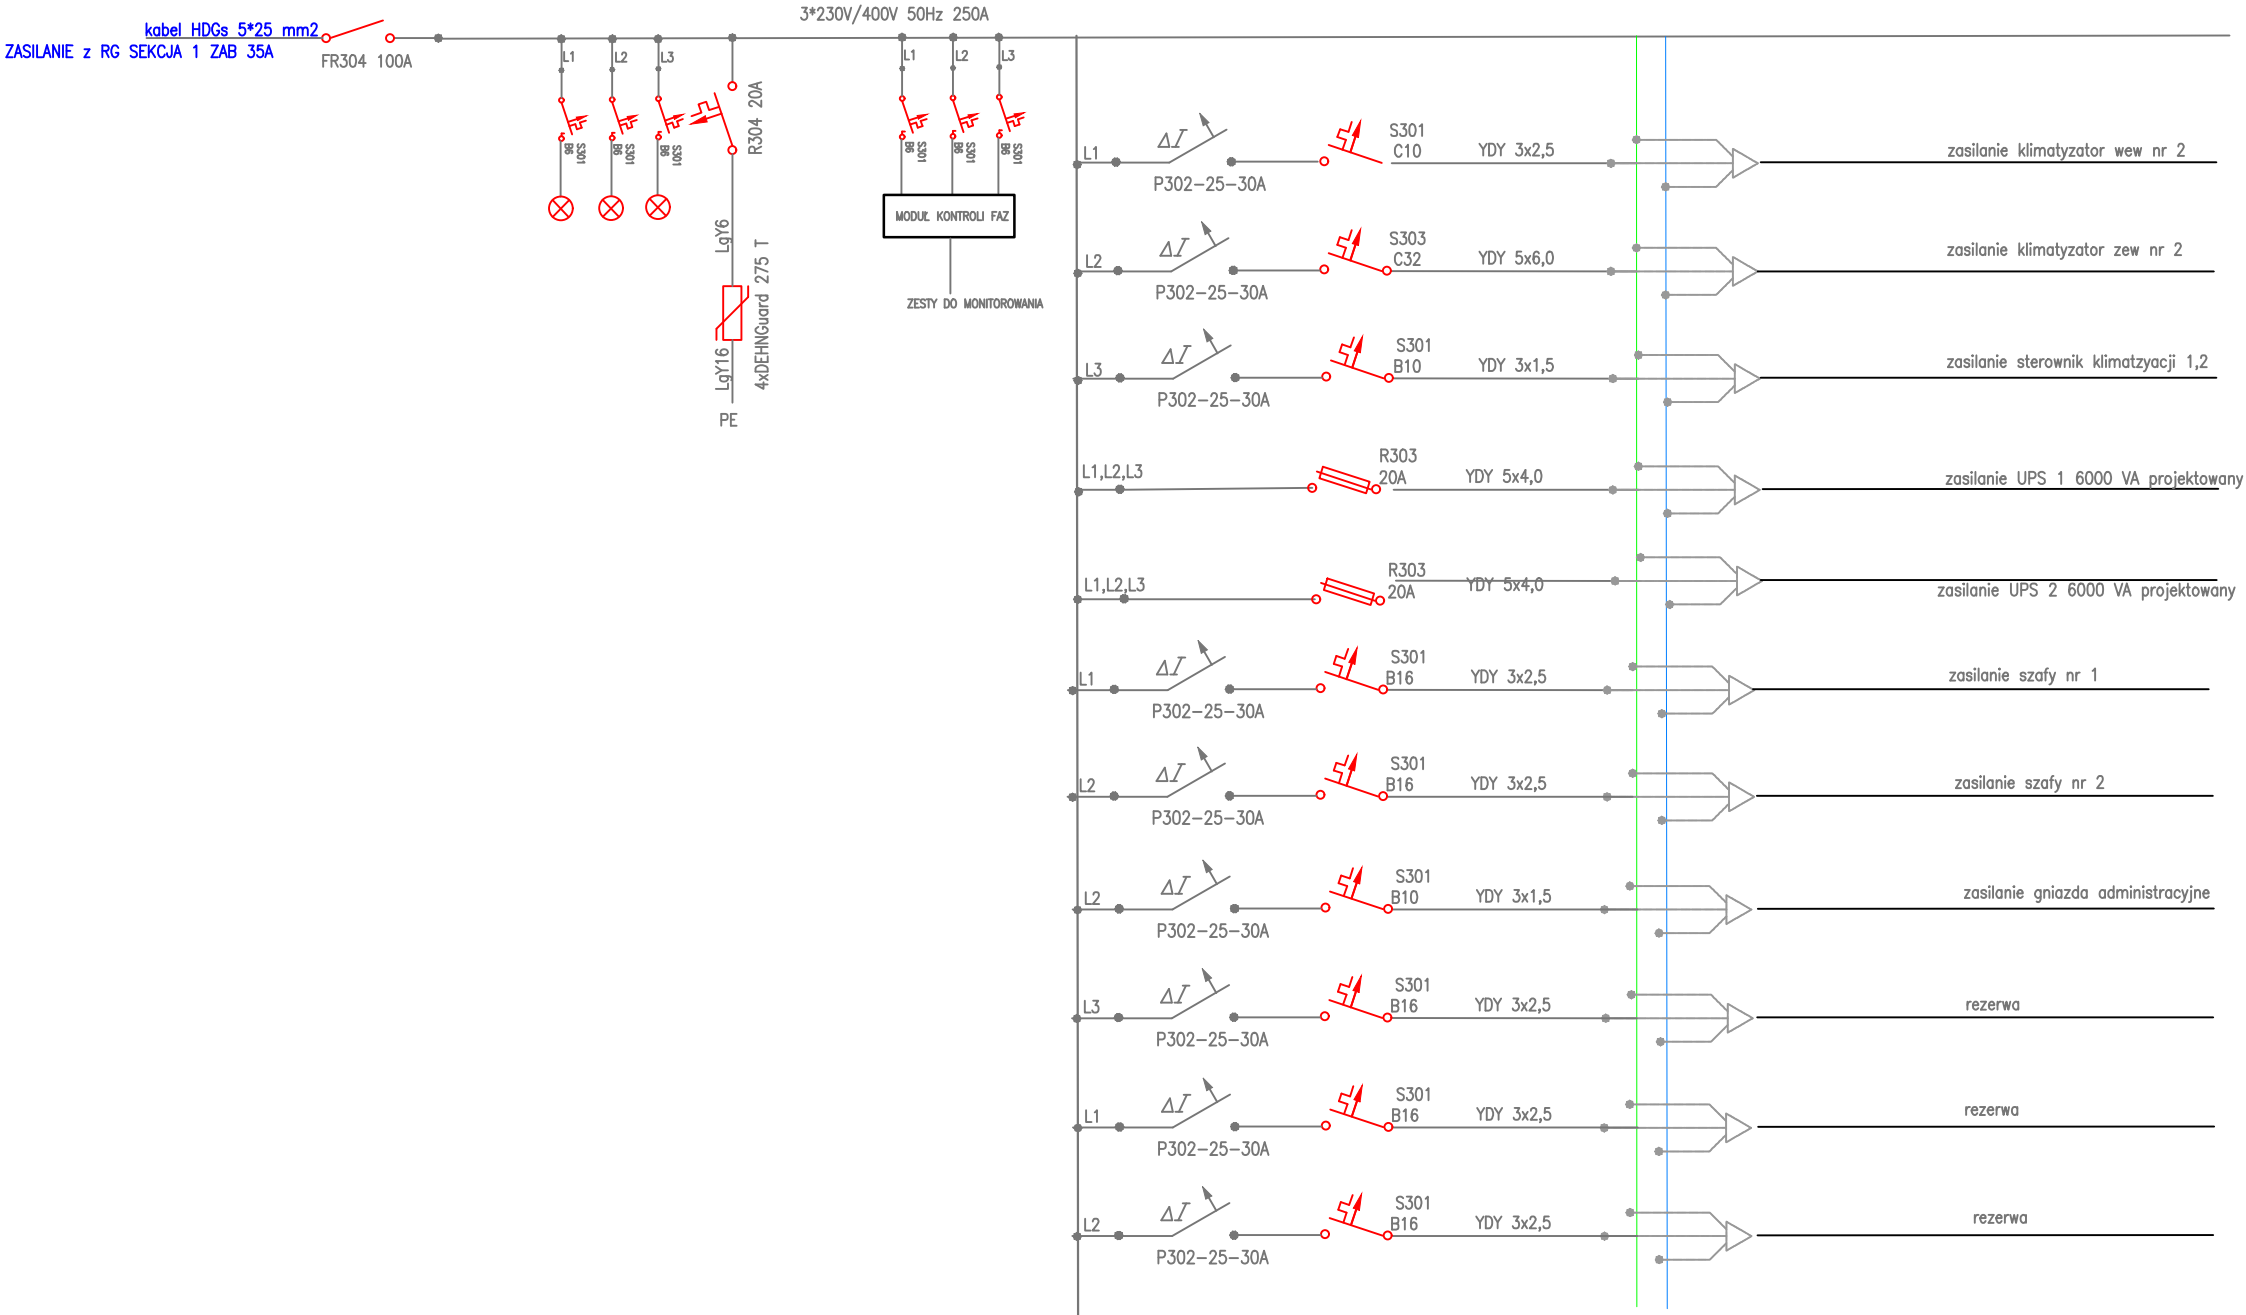 3*230V/400V 50Hz 250A
kabel HDGs 5*25 mm2
ZASILANIE z RG SEKCJA 1 ZAB 35A
FR304 100A
L1
L2
L3
S301
B6
S301
B6
S301
B6
R304 20A
LgY6
4xDEHNGuard 275 T
LgY16
PE
L1
L2
L3
S301
B6
S301
B6
S301
B6
MODUŁ KONTROLI FAZ
ZESTY DO MONITOROWANIA
L1
ΔI
P302-25-30A
S301
C10
YDY 3x2,5
zasilanie klimatyzator wew nr 2
L2
ΔI
P302-25-30A
S303
C32
YDY 5x6,0
zasilanie klimatyzator zew nr 2
L3
ΔI
P302-25-30A
S301
B10
YDY 3x1,5
zasilanie sterownik klimatzyacji 1,2
L1,L2,L3
R303
20A
YDY 5x4,0
zasilanie UPS 1 6000 VA projektowany
L1,L2,L3
R303
20A
YDY 5x4,0
zasilanie UPS 2 6000 VA projektowany
L1
ΔI
P302-25-30A
S301
B16
YDY 3x2,5
zasilanie szafy nr 1
L2
ΔI
P302-25-30A
S301
B16
YDY 3x2,5
zasilanie szafy nr 2
L2
ΔI
P302-25-30A
S301
B10
YDY 3x1,5
zasilanie gniazda administracyjne
L3
ΔI
P302-25-30A
S301
B16
YDY 3x2,5
rezerwa
L1
ΔI
P302-25-30A
S301
B16
YDY 3x2,5
rezerwa
L2
ΔI
P302-25-30A
S301
B16
YDY 3x2,5
rezerwa